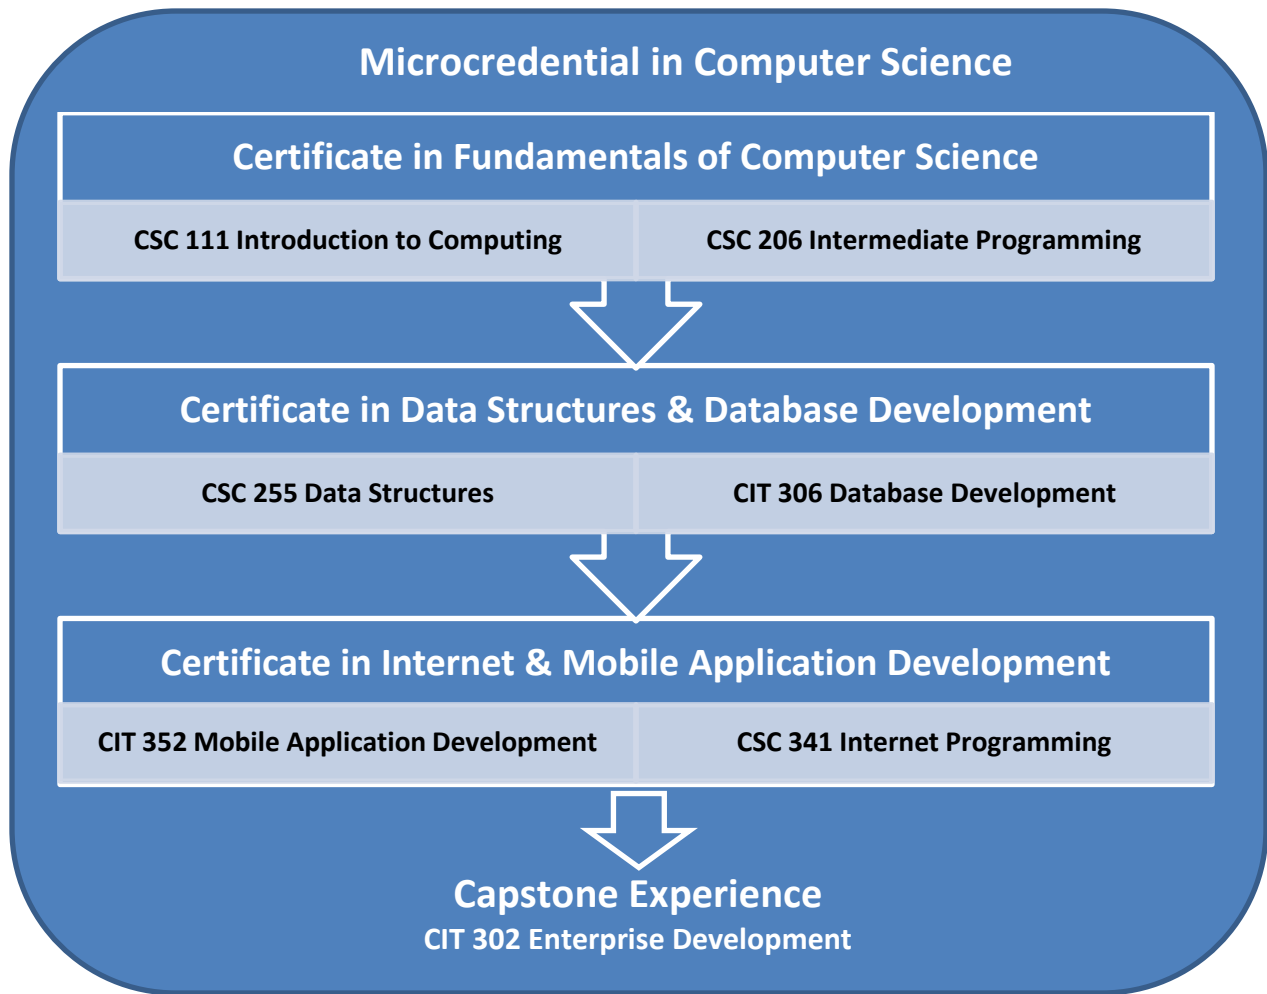 Microcredential in Computer Science
Certificate in Fundamentals of Computer Science
CSC 111 Introduction to Computing
CSC 206 Intermediate Programming
Certificate in Data Structures & Database Development
CSC 255 Data Structures
CIT 306 Database Development
Certificate in Internet & Mobile Application Development
CIT 352 Mobile Application Development
CSC 341 Internet Programming
Capstone Experience
CIT 302 Enterprise Development